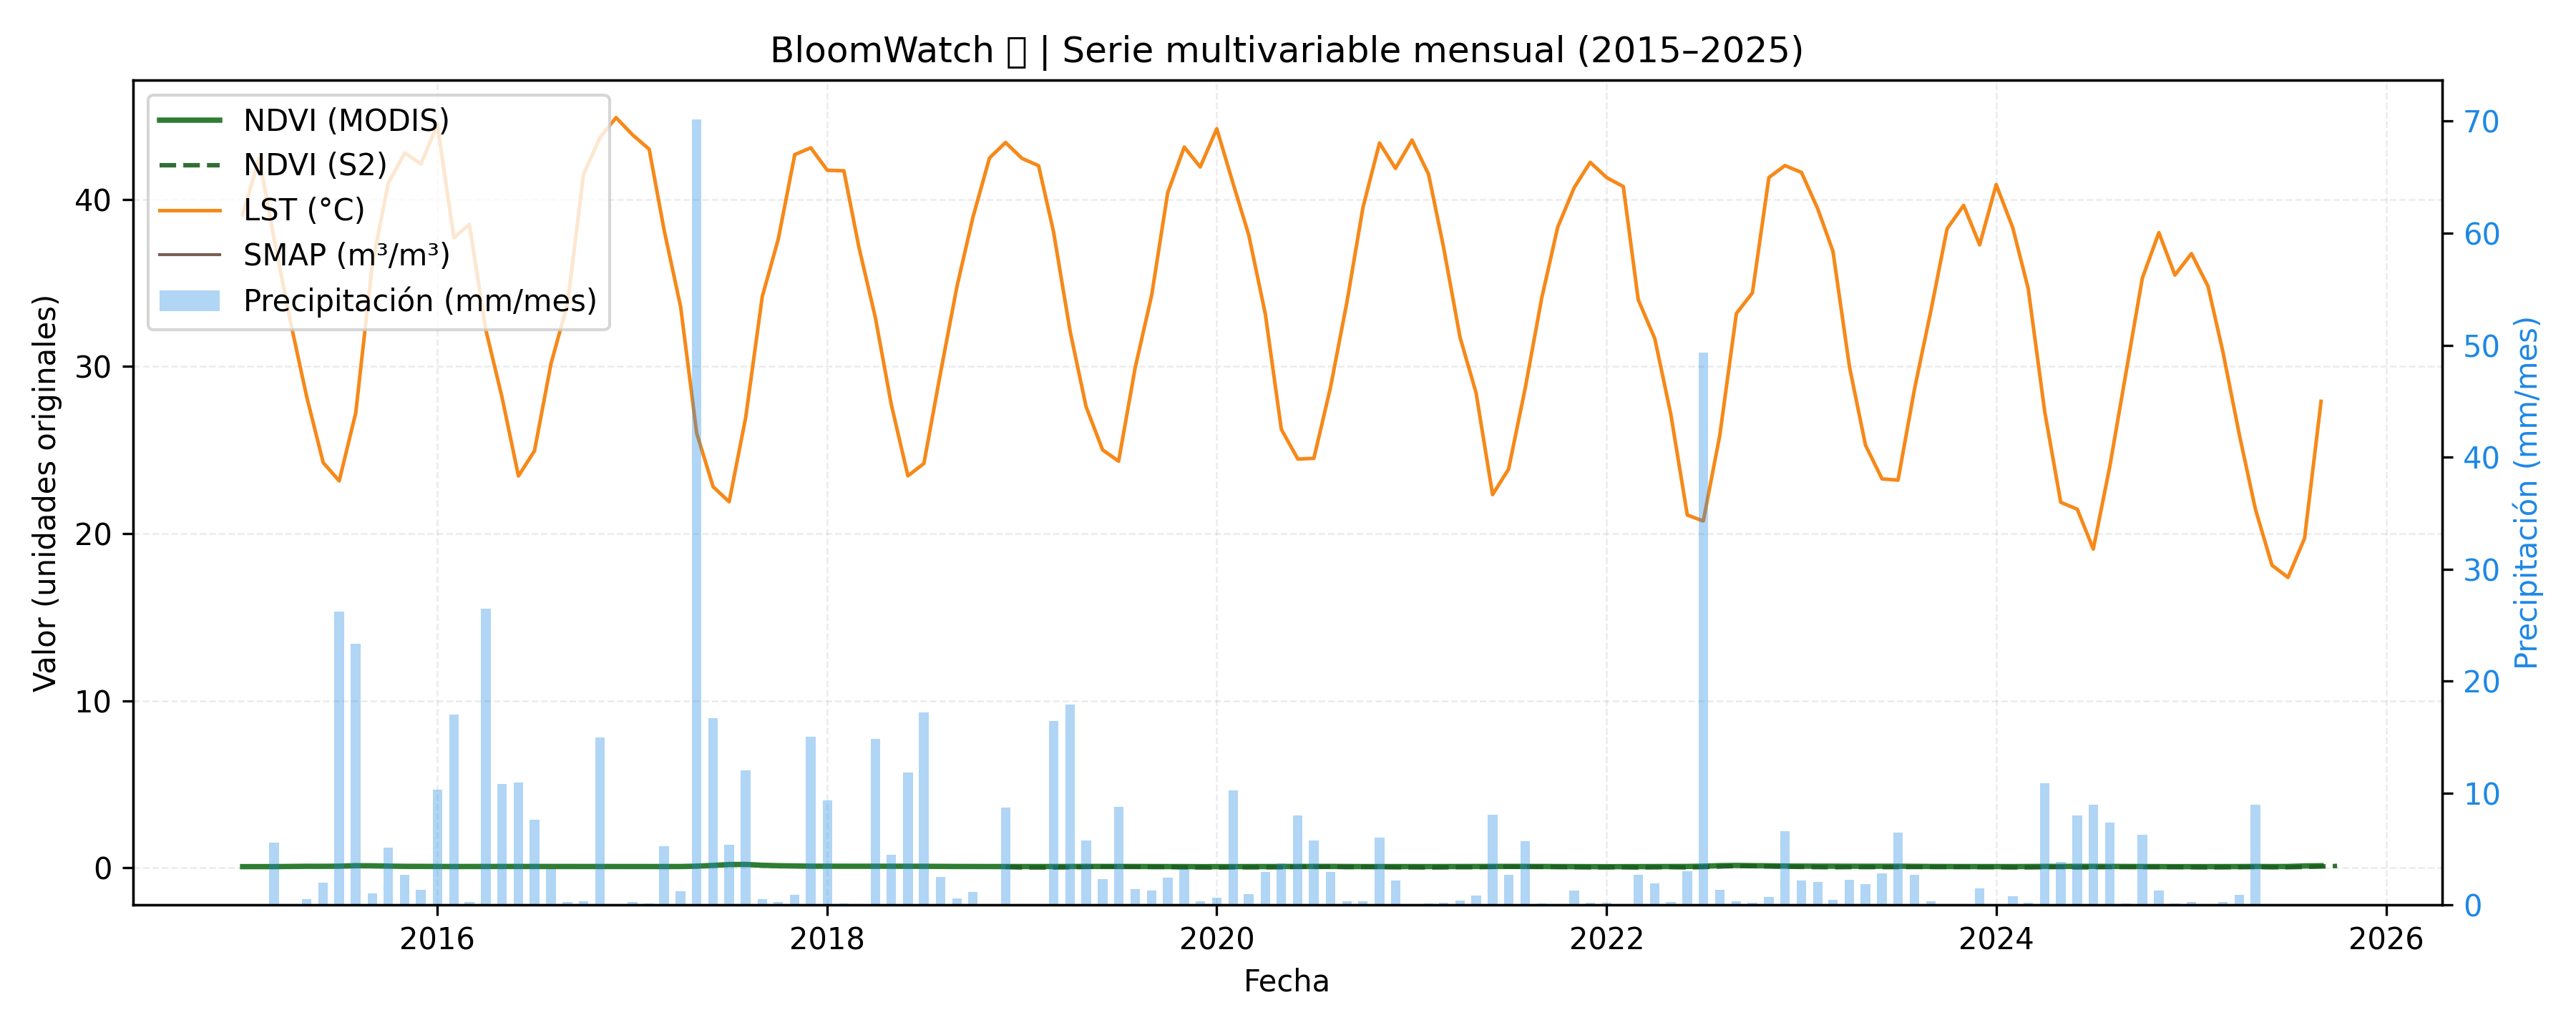 BloomWatch | Serie multivariable mensual (2015–2025)
NDVI (MODIS)
NDVI (S2)
LST (°C)
SMAP (m³/m³)
Precipitación (mm/mes)
Valor (unidades originales)
40
30
20
10
0
70
60
50
40
30
20
10
0
Precipitación (mm/mes)
2016
2018
2020
2022
2024
2026
Fecha